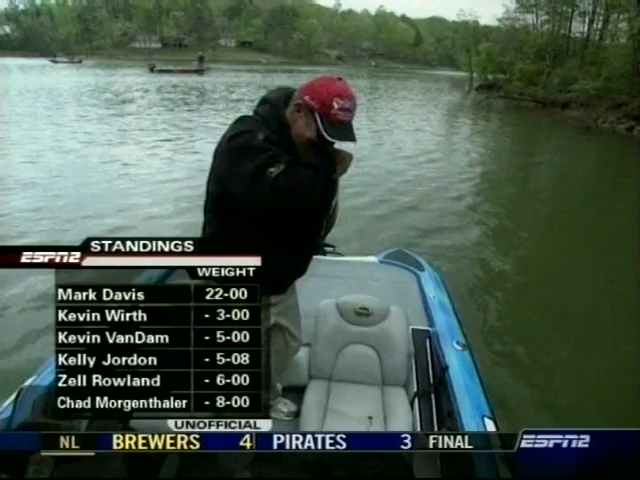 ESPN2 STANDINGS
WEIGHT
Mark Davis 22-00
Kevin Wirth - 3-00
Kevin VanDam - 5-00
Kelly Jordon - 5-08
Zell Rowland - 6-00
Chad Morgenthaler - 8-00
UNOFFICIAL
NL BREWERS 4 PIRATES 3 FINAL ESPN2